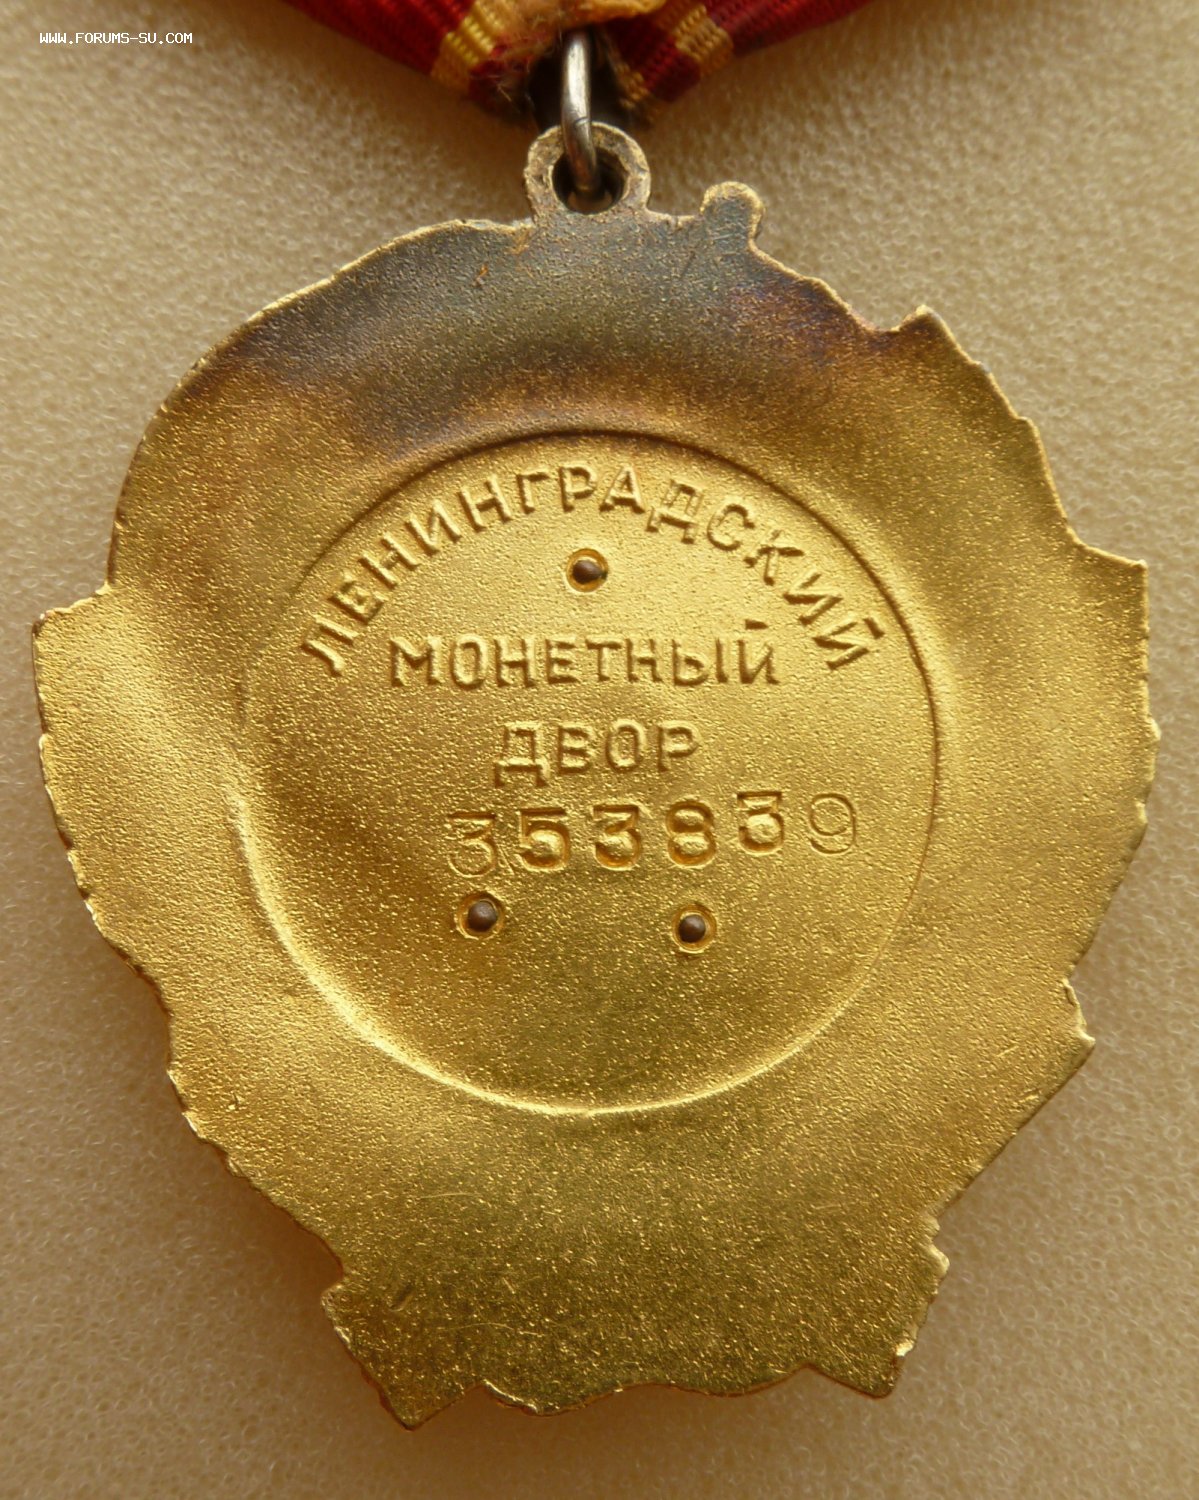 WWW.FORUMS-SU.COM
ЛЕНИНГРАДСКИЙ
МОНЕТНЫЙ
ДВОР
353839